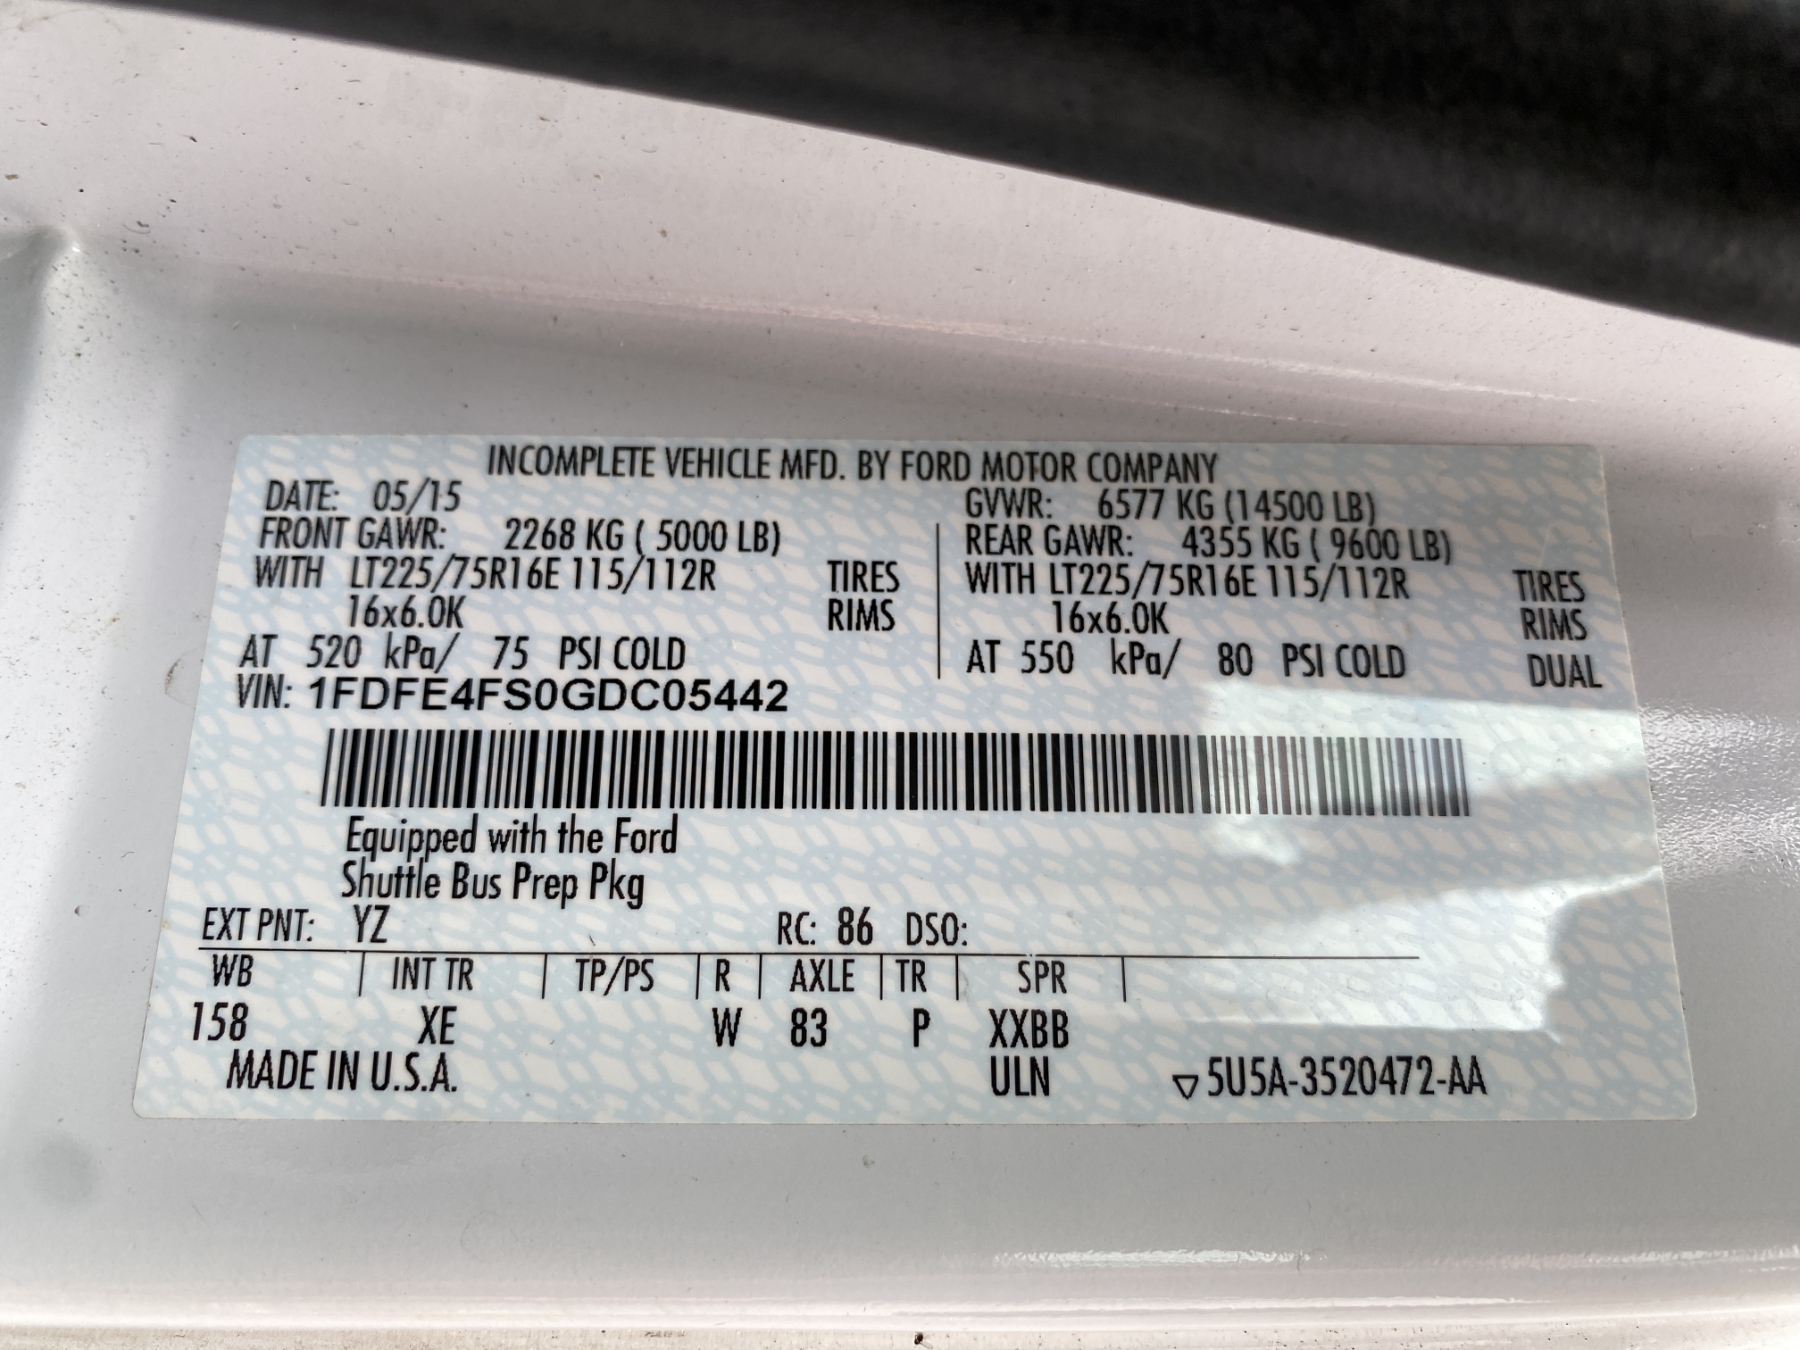 INCOMPLETE VEHICLE MFD. BY FORD MOTOR COMPANY
DATE: 05/15 GVWR: 6577 KG (14500 LB)
FRONT GAWR: 2268 KG ( 5000 LB) REAR GAWR: 4355 KG ( 9600 LB)
WITH LT225/75R16E 115/112R TIRES WITH LT225/75R16E 115/112R TIRES
16x6.0K RIMS 16x6.0K RIMS
AT 520 kPa/ 75 PSI COLD AT 550 kPa/ 80 PSI COLD DUAL
VIN: 1FDFE4FS0GDC05442
Equipped with the Ford
Shuttle Bus Prep Pkg
EXT PNT: YZ RC: 86 DSO:
WB INT TR TP/PS R AXLE TR SPR
158 XE W 83 P XXBB
MADE IN U.S.A. ULN ▽5U5A-3520472-AA